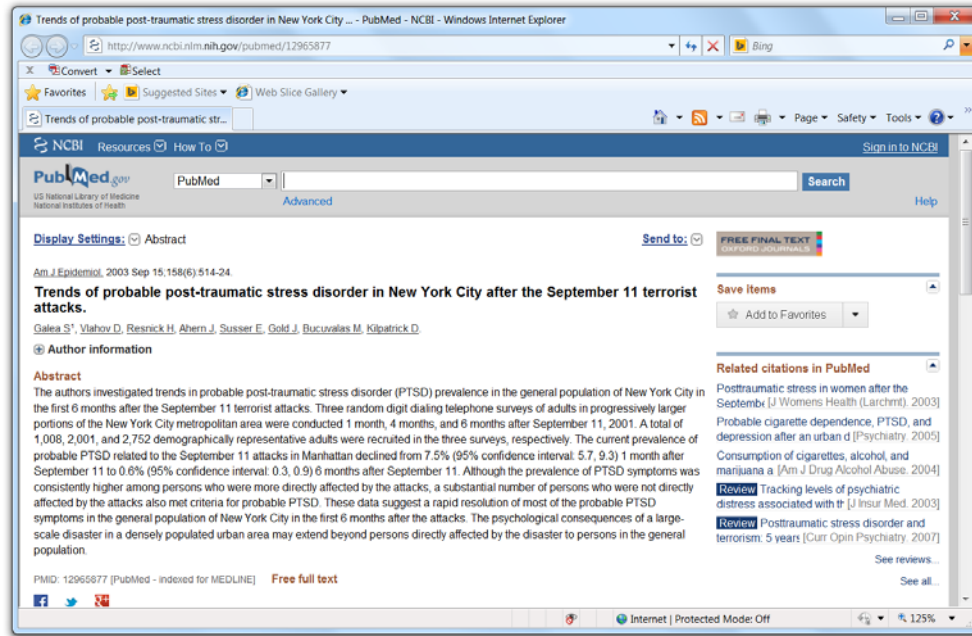 Trends of probable post-traumatic stress disorder in New York City ... - PubMed - NCBI - Windows Internet Explorer
http://www.ncbi.nlm.nih.gov/pubmed/12965877
Bing
X Convert Select
Favorites Suggested Sites Web Slice Gallery
Trends of probable post-traumatic str... Page Safety Tools
NCBI Resources How To Sign in to NCBI
PubMed.gov
US National Library of Medicine
National Institutes of Health
PubMed Search
Advanced Help
Display Settings: Abstract Send to:
Am J Epidemiol. 2003 Sep 15;158(6):514-24.
Trends of probable post-traumatic stress disorder in New York City after the September 11 terrorist
attacks.
Galea S1, Vlahov D, Resnick H, Ahern J, Susser E, Gold J, Bucuvalas M, Kilpatrick D.
Author information
Abstract
The authors investigated trends in probable post-traumatic stress disorder (PTSD) prevalence in the general population of New York City in
the first 6 months after the September 11 terrorist attacks. Three random digit dialing telephone surveys of adults in progressively larger
portions of the New York City metropolitan area were conducted 1 month, 4 months, and 6 months after September 11, 2001. A total of
1,008, 2,001, and 2,752 demographically representative adults were recruited in the three surveys, respectively. The current prevalence of
probable PTSD related to the September 11 attacks in Manhattan declined from 7.5% (95% confidence interval: 5.7, 9.3) 1 month after
September 11 to 0.6% (95% confidence interval: 0.3, 0.9) 6 months after September 11. Although the prevalence of PTSD symptoms was
consistently higher among persons who were more directly affected by the attacks, a substantial number of persons who were not directly
affected by the attacks also met criteria for probable PTSD. These data suggest a rapid resolution of most of the probable PTSD
symptoms in the general population of New York City in the first 6 months after the attacks. The psychological consequences of a large-
scale disaster in a densely populated urban area may extend beyond persons directly affected by the disaster to persons in the general
population.
PMID: 12965877 [PubMed - indexed for MEDLINE] Free full text
FREE FINAL TEXT
OXFORD JOURNALS
Save items
Add to Favorites
Related citations in PubMed
Posttraumatic stress in women after the
Septembe [J Womens Health (Larchmt). 2003]
Probable cigarette dependence, PTSD, and
depression after an urban d [Psychiatry. 2005]
Consumption of cigarettes, alcohol, and
marijuana a [Am J Drug Alcohol Abuse. 2004]
Review Tracking levels of psychiatric
distress associated with th [J Insur Med. 2003]
Review Posttraumatic stress disorder and
terrorism: 5 years [Curr Opin Psychiatry. 2007]
See reviews...
See all...
Internet | Protected Mode: Off 125%